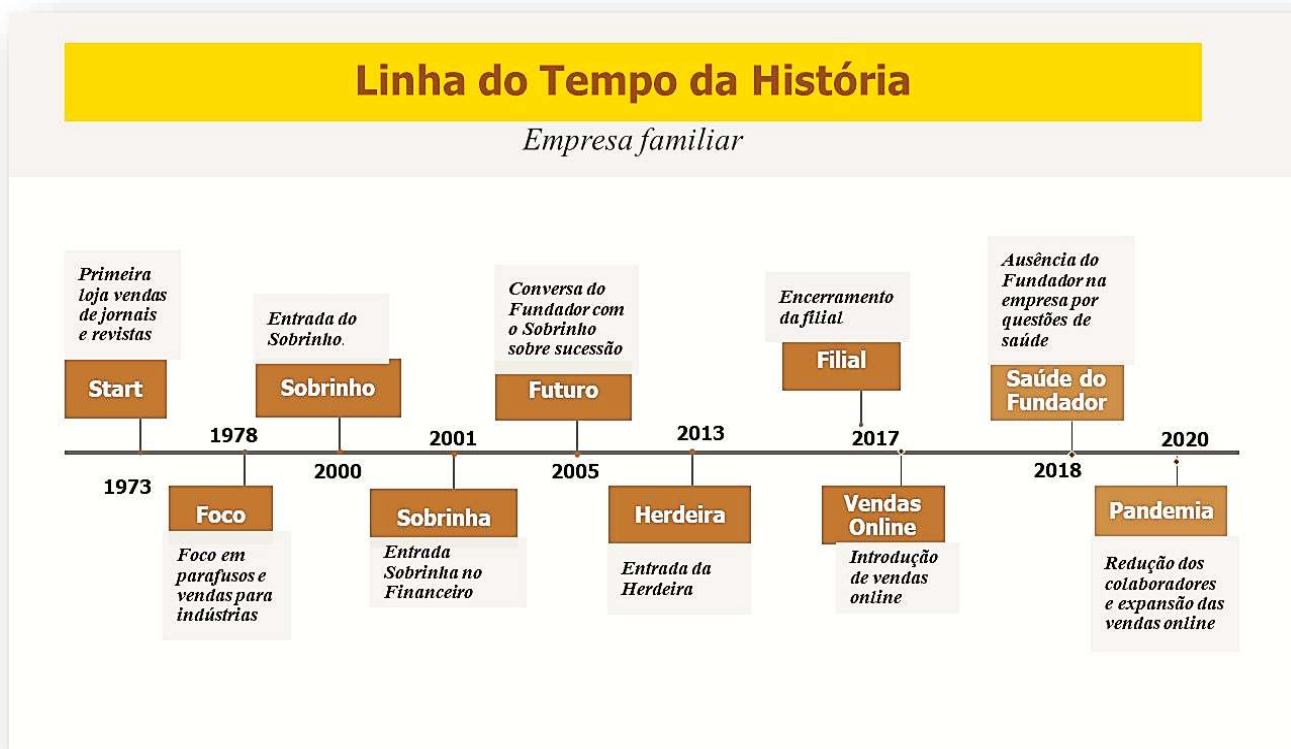 Linha do Tempo da História
Empresa familiar
Primeira
loja vendas
de jornais
e revistas
Start
1973
1978
Foco
Foco em
parafusos e
vendas para
indústrias
Entrada do
Sobrinho.
Sobrinho
2000
2001
Sobrinha
Entrada
Sobrinha no
Financeiro
Conversa do
Fundador com
o Sobrinho
sobre sucessão
Futuro
2005
2013
Herdeira
Entrada da
Herdeira
Encerramento
da filial
Filial
2017
Vendas
Online
Introdução
de vendas
online
Ausência do
Fundador na
empresa por
questões de
saúde
Saúde do
Fundador
2018
2020
Pandemia
Redução dos
colaboradores
e expansão das
vendas online